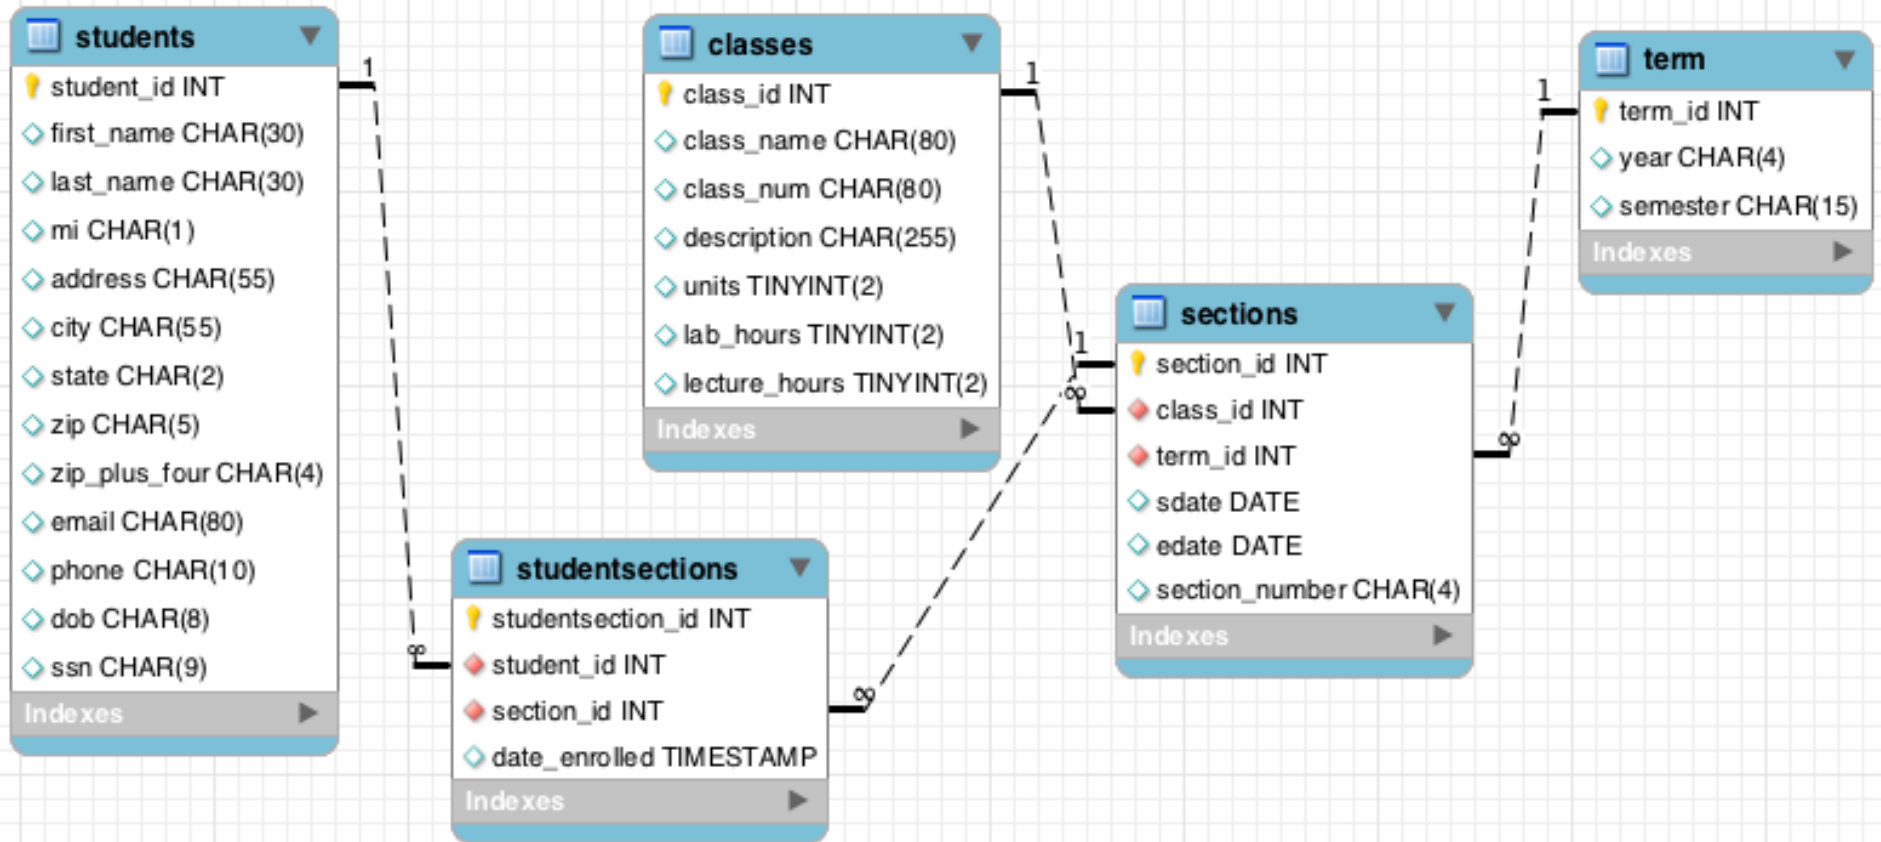 students
student_id INT
first_name CHAR(30)
last_name CHAR(30)
mi CHAR(1)
address CHAR(55)
city CHAR(55)
state CHAR(2)
zip CHAR(5)
zip_plus_four CHAR(4)
email CHAR(80)
phone CHAR(10)
dob CHAR(8)
ssn CHAR(9)
Indexes
1
∞
studentsections
studentsection_id INT
student_id INT
section_id INT
date_enrolled TIMESTAMP
Indexes
∞
classes
class_id INT
class_name CHAR(80)
class_num CHAR(80)
description CHAR(255)
units TINYINT(2)
lab_hours TINYINT(2)
lecture_hours TINYINT(2)
Indexes
1
1
∞
sections
section_id INT
class_id INT
term_id INT
sdate DATE
edate DATE
section_number CHAR(4)
Indexes
∞
1
term
term_id INT
year CHAR(4)
semester CHAR(15)
Indexes